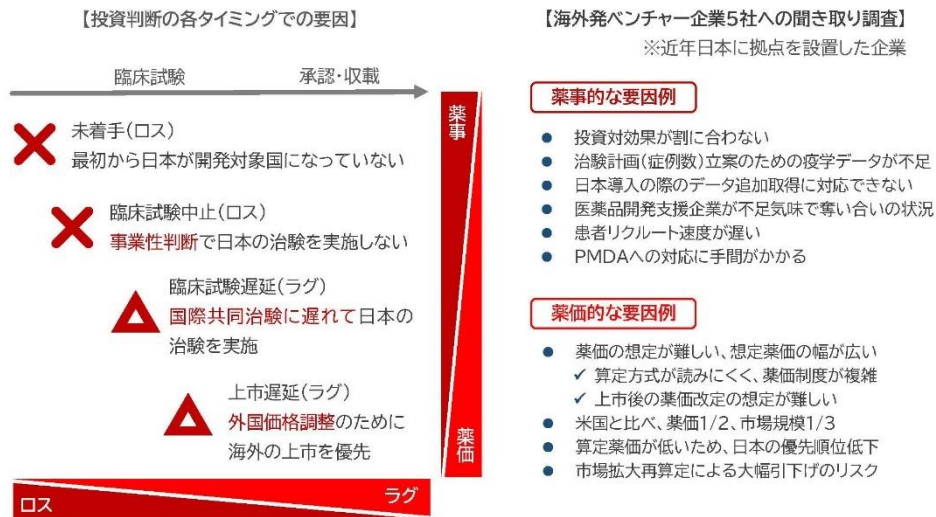 【投資判断の各タイミングでの要因】
臨床試験
承認・収載
未着手(ロス)
最初から日本が開発対象国になっていない
臨床試験中止(ロス)
事業性判断で日本の治験を実施しない
臨床試験遅延(ラグ)
国際共同治験に遅れて日本の
治験を実施
上市遅延(ラグ)
外国価格調整のために
海外の上市を優先
薬事
薬価
ロス
ラグ
【海外発ベンチャー企業5社への聞き取り調査】
※近年日本に拠点を設置した企業
薬事的な要因例
● 投資対効果が割に合わない
● 治験計画(症例数)立案のための疫学データが不足
● 日本導入の際のデータ追加取得に対応できない
● 医薬品開発支援企業が不足気味で奪い合いの状況
● 患者リクルート速度が遅い
● PMDAへの対応に手間がかかる
薬価的な要因例
● 薬価の想定が難しい、想定薬価の幅が広い
✓ 算定方式が読みにくく、薬価制度が複雑
✓ 上市後の薬価改定の想定が難しい
● 米国と比べ、薬価1/2、市場規模1/3
● 算定薬価が低いため、日本の優先順位低下
● 市場拡大再算定による大幅引下げのリスク